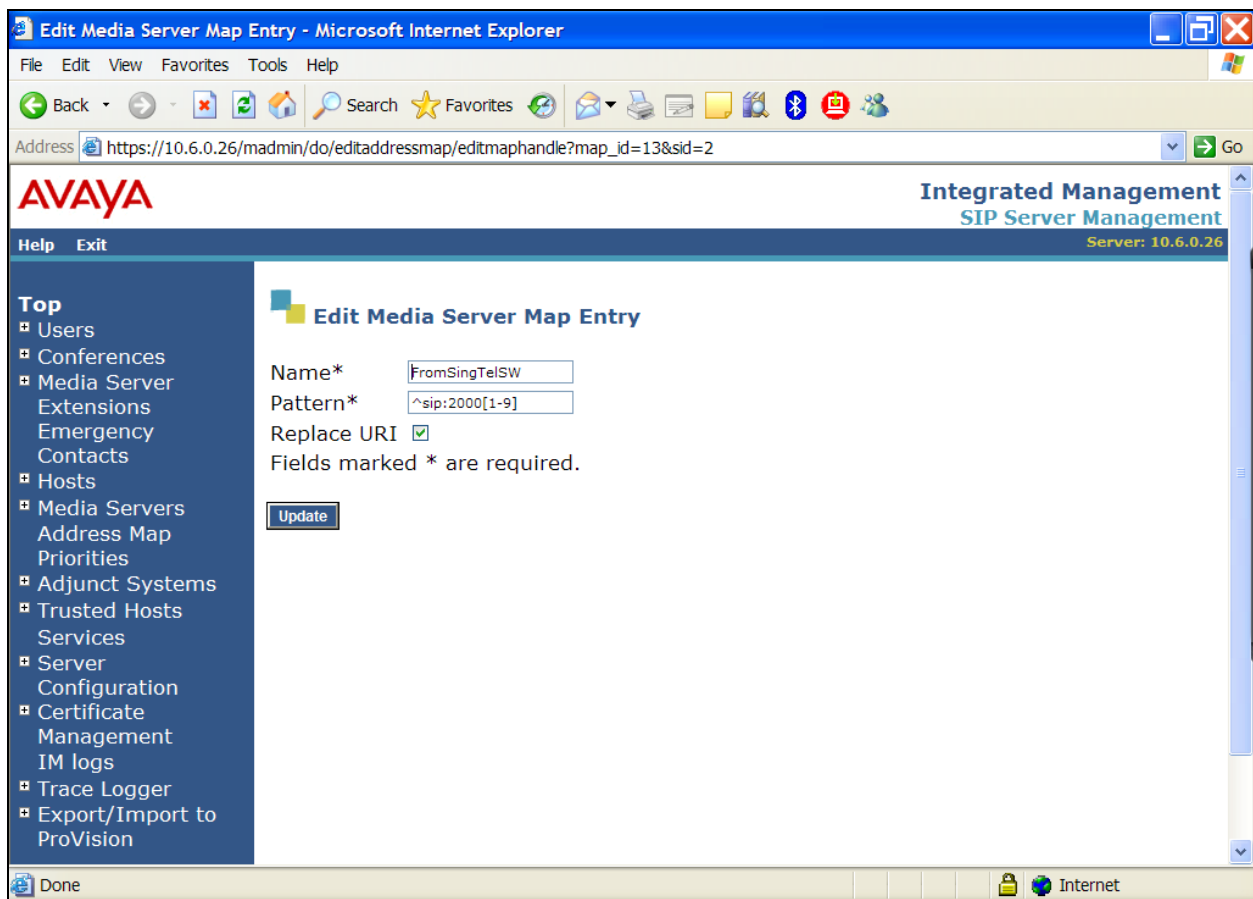 Edit Media Server Map Entry - Microsoft Internet Explorer
File Edit View Favorites Tools Help
Back Search Favorites
Address https://10.6.0.26/madmin/do/editaddressmap/editmaphandle?map_id=13&sid=2 Go
AVAYA
Integrated Management
SIP Server Management
Help Exit
Server: 10.6.0.26
Top
Users
Conferences
Media Server
Extensions
Emergency
Contacts
Hosts
Media Servers
Address Map
Priorities
Adjunct Systems
Trusted Hosts
Services
Server
Configuration
Certificate
Management
IM logs
Trace Logger
Export/Import to
ProVision
Edit Media Server Map Entry
Name* FromSingTelSW
Pattern* ^sip:2000[1-9]
Replace URI
Fields marked * are required.
Update
Done
Internet